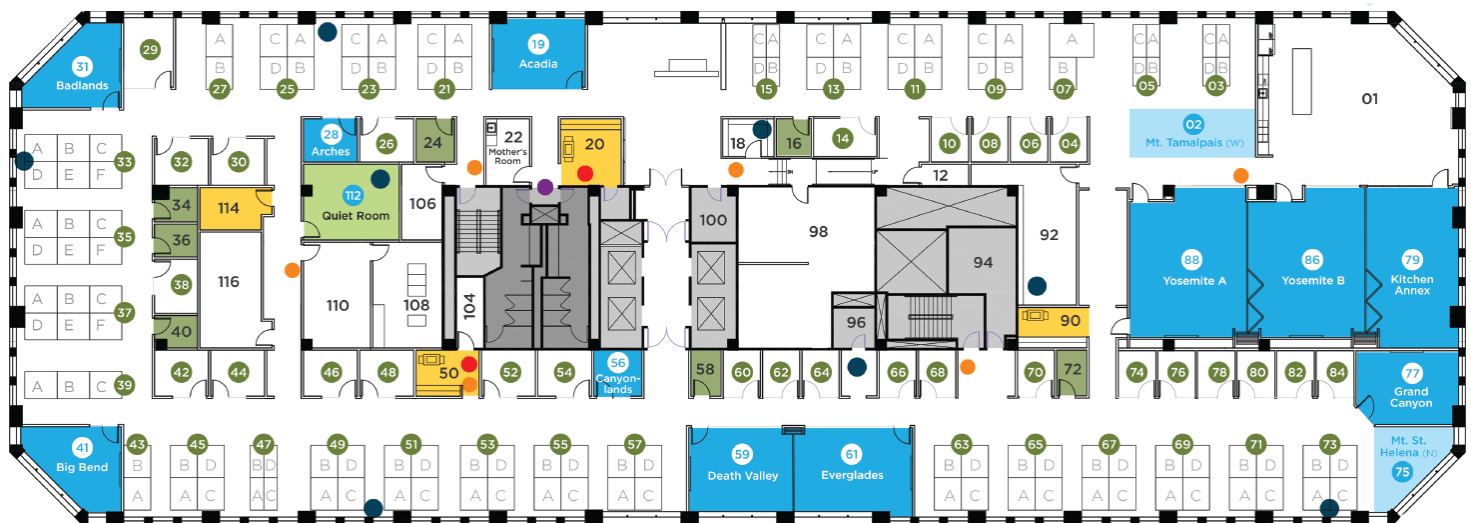 29
A
C A
C A
C A
19
Acadia
C A
C A
C A
C A
A
C A
C A
31
Badlands
B
D B
D B
D B
D B
D B
D B
D B
B
D B
D B
27
25
23
21
15
13
11
09
07
05
03
01
02
Mt. Tamalpais (W)
28
Arches
26
24
22
Mother's
Room
20
18
16
14
10
08
06
04
A B C
D E F
33
32
30
112
Quiet Room
106
DN
UP
12
34
114
36
100
98
92
94
88
Yosemite A
86
Yosemite B
79
Kitchen
Annex
A B C
D E F
35
38
116
110
108
104
96
90
A B C
D E F
37
40
42
44
46
48
50
52
54
56
Canyon-
lands
58
60
62
64
66
68
70
72
74
76
78
80
82
84
77
Grand
Canyon
A B C
39
41
Big Bend
43
45
47
49
51
53
55
57
59
Death Valley
61
Everglades
63
65
67
69
71
73
Mt. St.
Helena (N)
75
B
B D
B D
B D
B D
B D
B D
B D
B D
B D
B D
B D
B D
B D
A
A C
A C
A C
A C
A C
A C
A C
A C
A C
A C
A C
A C
A C